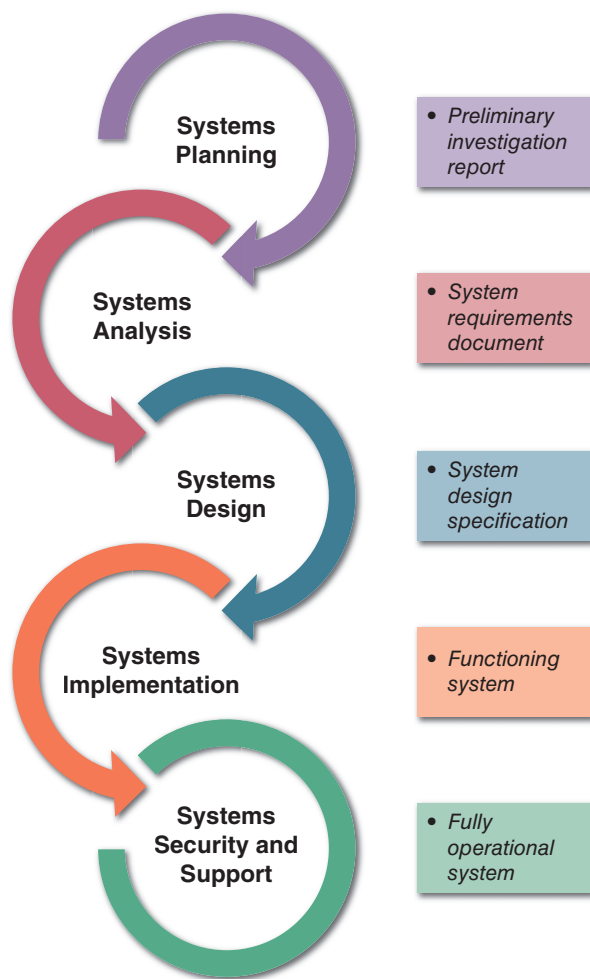 Systems
Planning
• Preliminary
investigation
report
Systems
Analysis
• System
requirements
document
Systems
Design
• System
design
specification
Systems
Implementation
• Functioning
system
Systems
Security and
Support
• Fully
operational
system